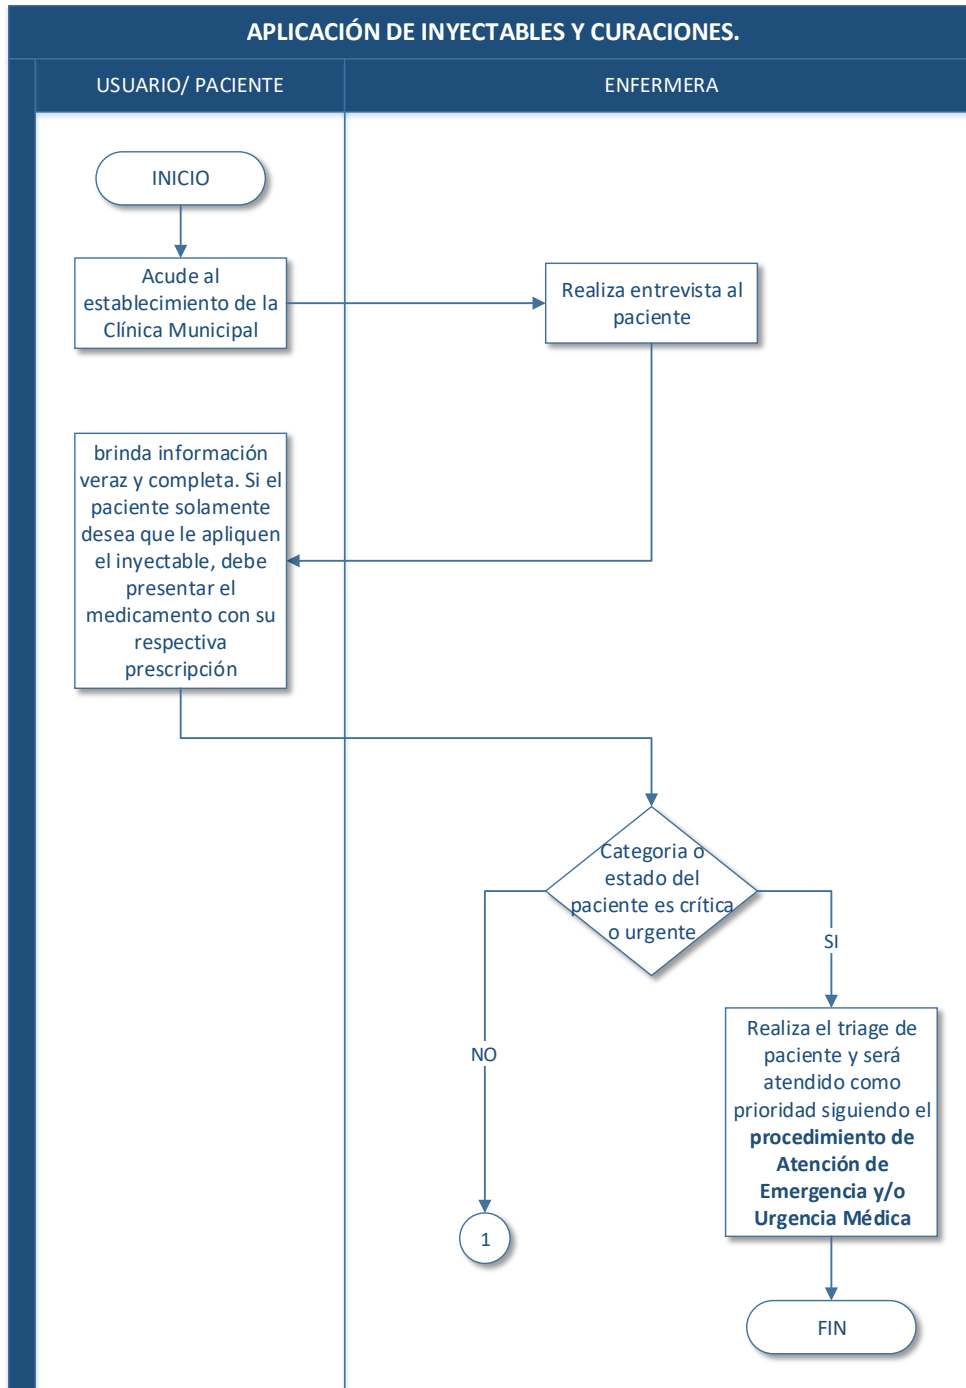 APLICACIÓN DE INYECTABLES Y CURACIONES.
USUARIO/ PACIENTE
ENFERMERA
INICIO
Acude al
establecimiento de la
Clínica Municipal
Realiza entrevista al
paciente
brinda información
veraz y completa. Si el
paciente solamente
desea que le apliquen
el inyectable, debe
presentar el
medicamento con su
respectiva
prescripción
Categoria o
estado del
paciente es crítica
o urgente
SI
NO
Realiza el triage de
paciente y será
atendido como
prioridad siguiendo el
procedimiento de
Atención de
Emergencia y/o
Urgencia Médica
1
FIN